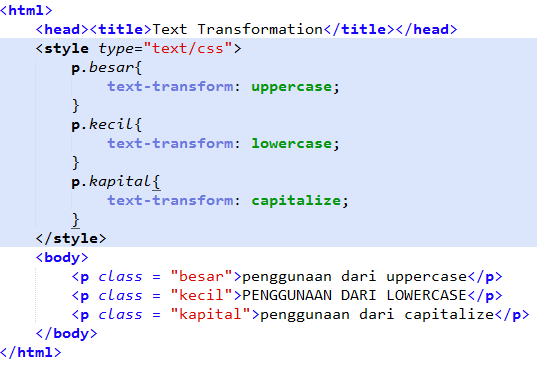 <html>
<head><title>Text Transformation</title></head>
<style type="text/css">
p.besar{
text-transform: uppercase;
}
p.kecil{
text-transform: lowercase;
}
p.kapital{
text-transform: capitalize;
}
</style>
<body>
<p class = "besar">penggunaan dari uppercase</p>
<p class = "kecil">PENGGUNAAN DARI LOWERCASE</p>
<p class = "kapital">penggunaan dari capitalize</p>
</body>
</html>